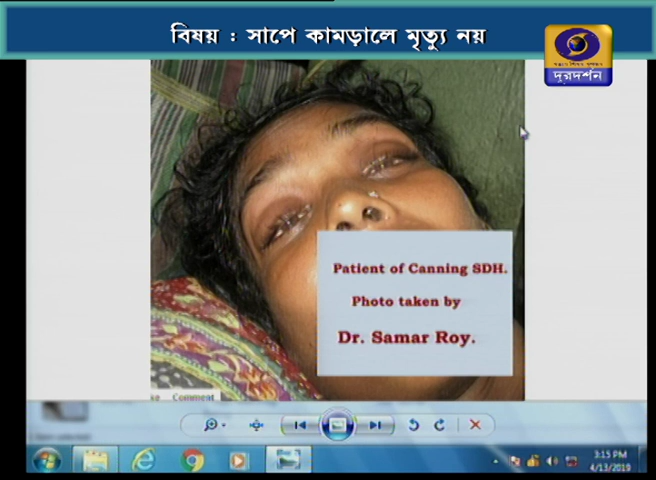 বিষয় : সাপে কামড়ালে মৃত্যু নয়
দূরদর্শন
Patient of Canning SDH.
Photo taken by
Dr. Samar Roy.
Comment
3:15 PM
4/13/2019